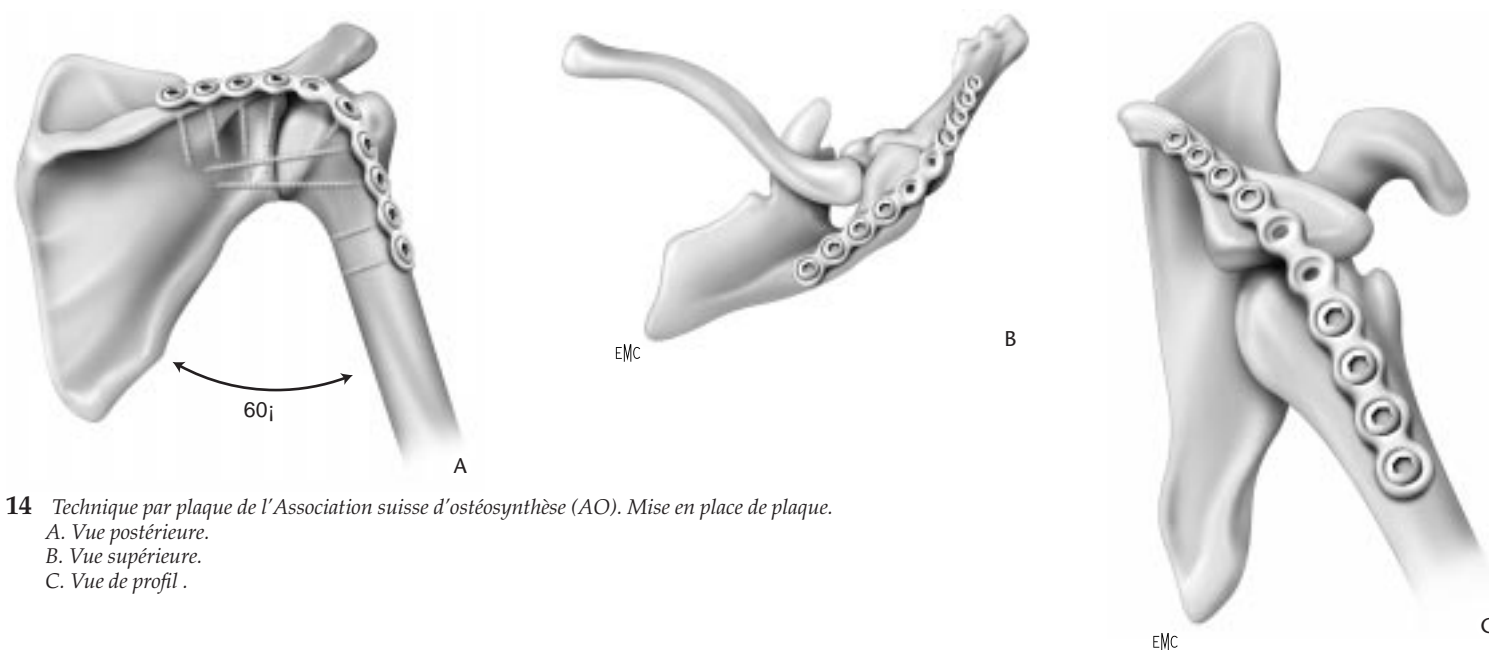 60¡
A
EMC
B
EMC
C
14 Technique par plaque de l'Association suisse d'ostéosynthèse (AO). Mise en place de plaque.
A. Vue postérieure.
B. Vue supérieure.
C. Vue de profil .